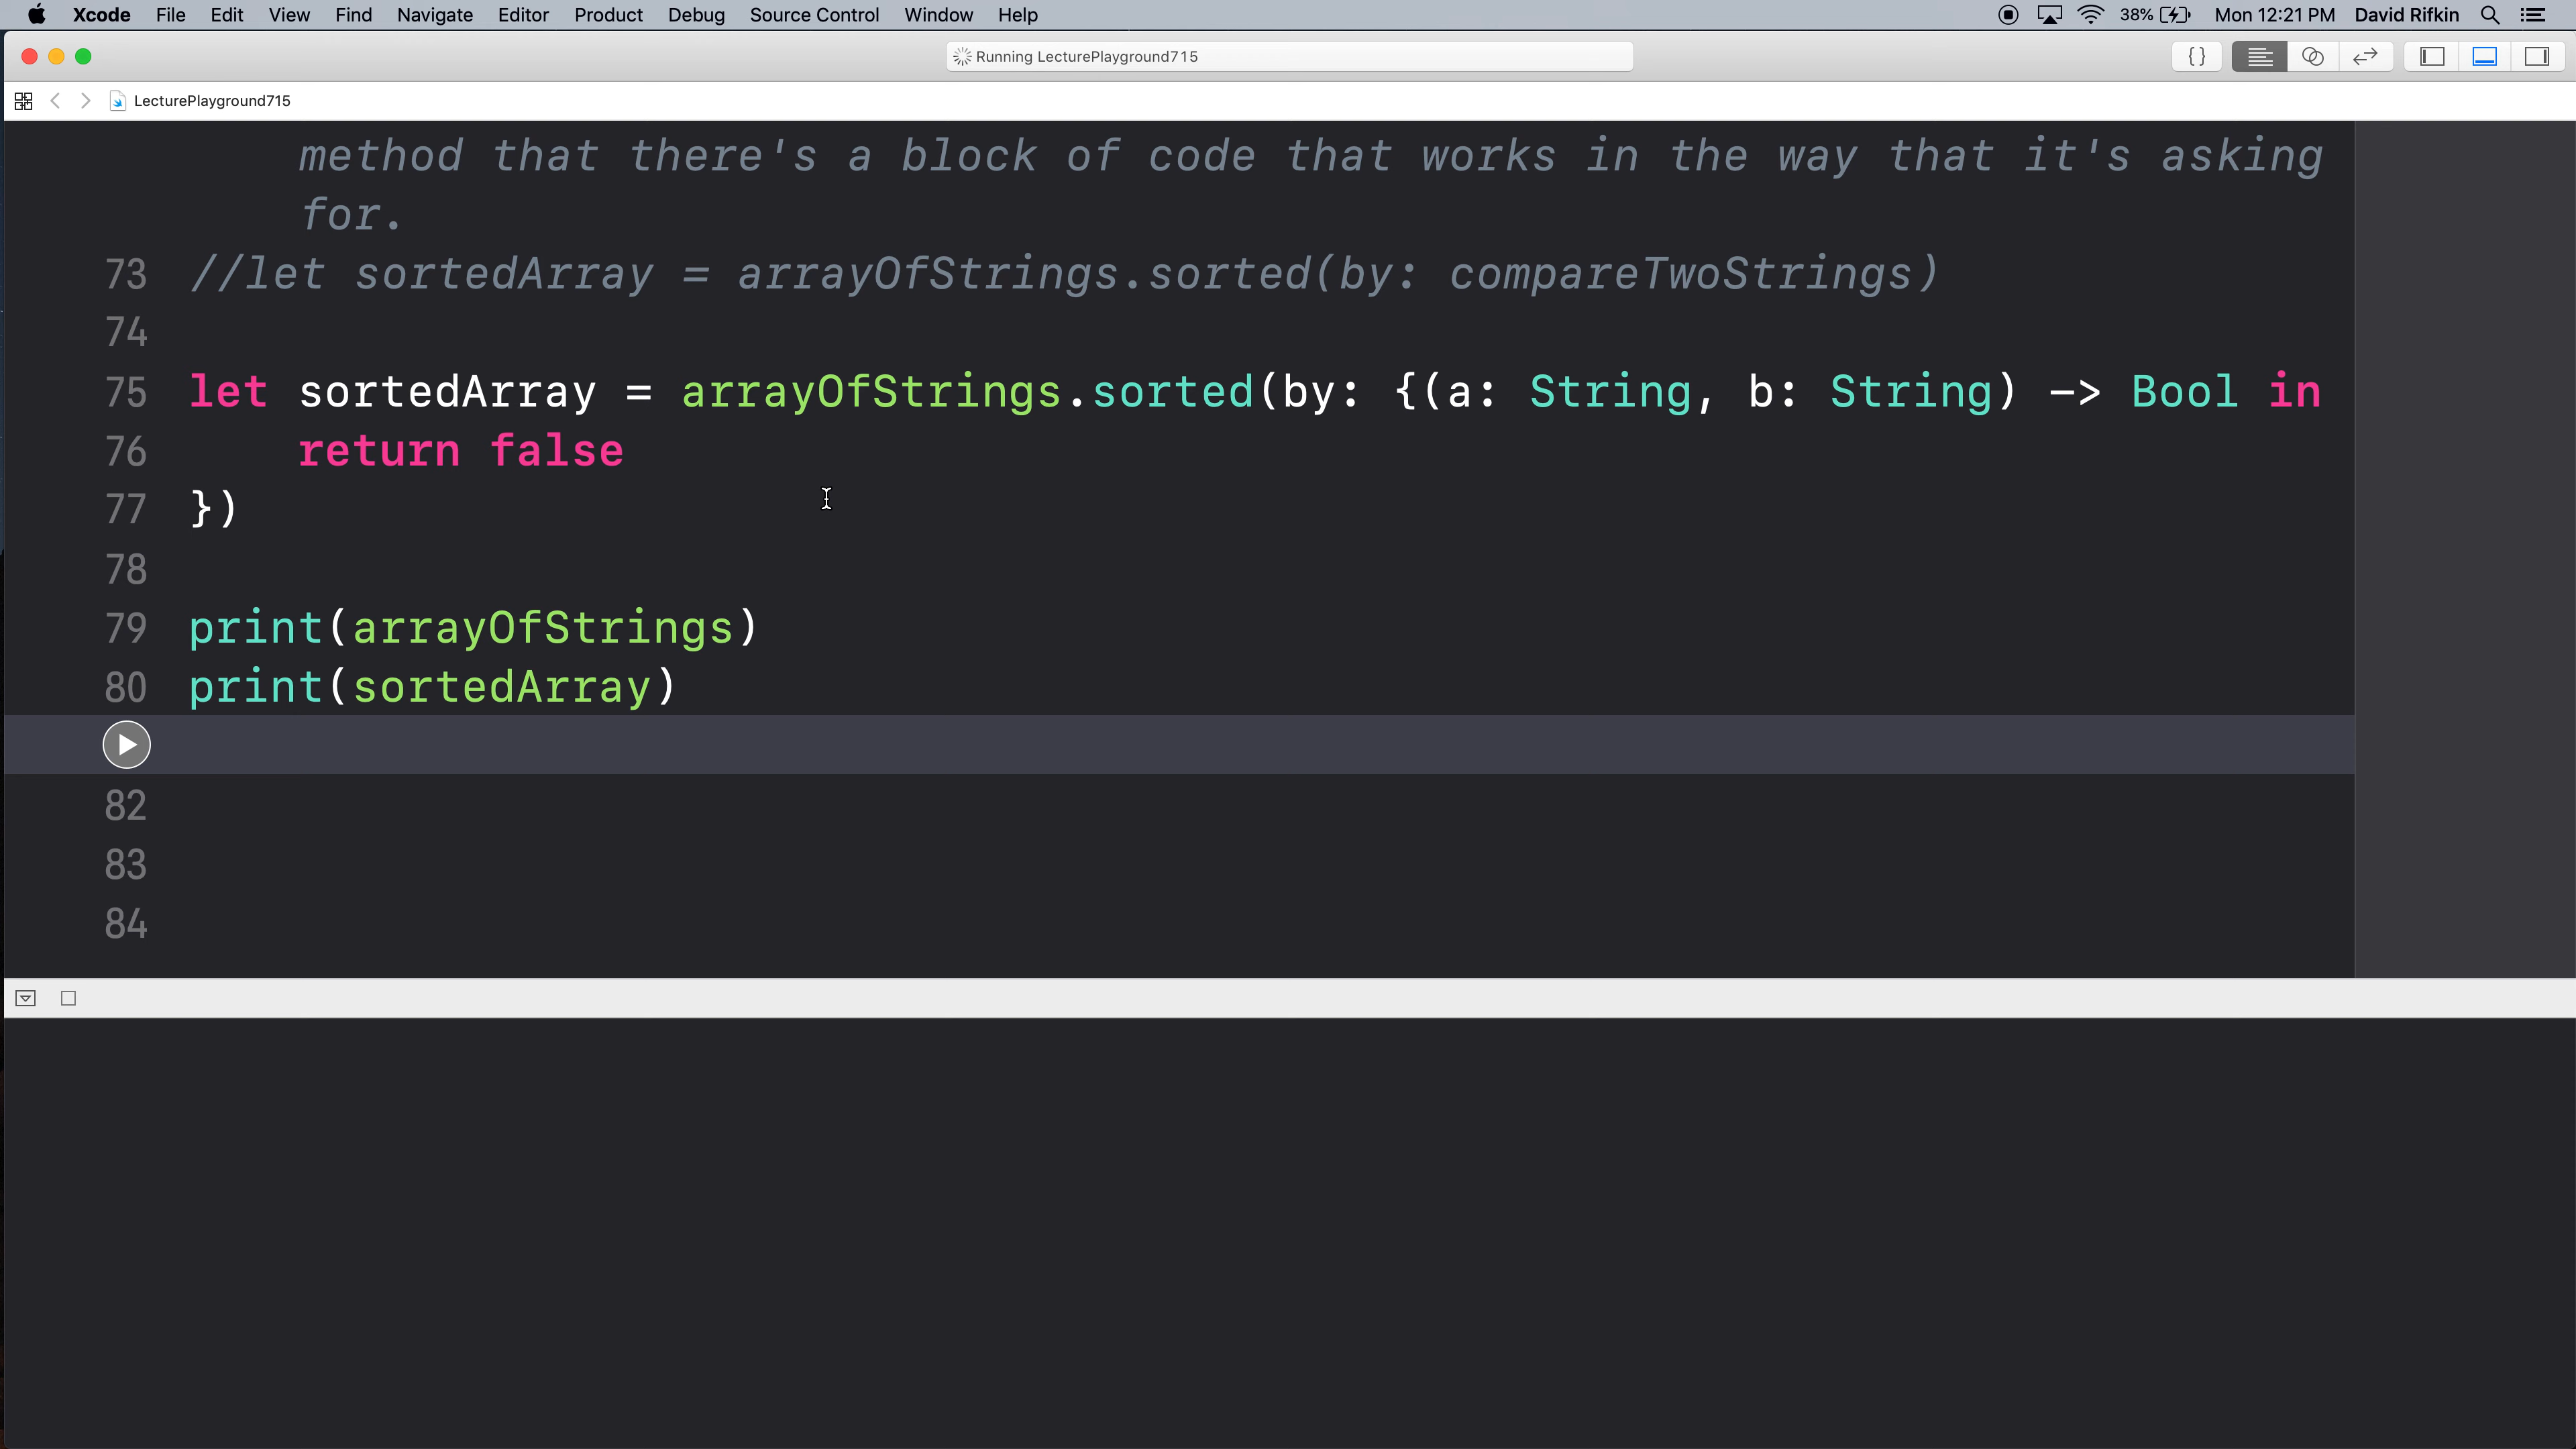 Xcode File Edit View Find Navigate Editor Product Debug Source Control Window Help 38% Mon 12:21 PM David Rifkin
Running LecturePlayground715
{ }
LecturePlayground715
method that there's a block of code that works in the way that it's asking
for.
73 //let sortedArray = arrayOfStrings.sorted(by: compareTwoStrings)
74
75 let sortedArray = arrayOfStrings.sorted(by: {(a: String, b: String) -> Bool in
76 return false
77 })
78
79 print(arrayOfStrings)
80 print(sortedArray)
82
83
84